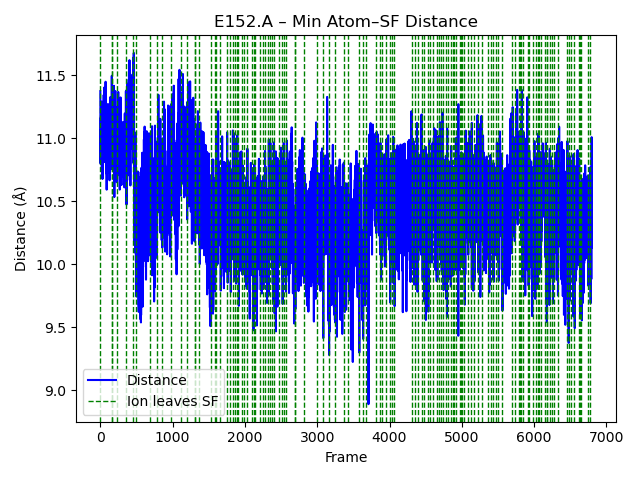 E152.A – Min Atom–SF Distance
Distance (Å)
11.5
11.0
10.5
10.0
9.5
9.0
Distance
Ion leaves SF
0 1000 2000 3000 4000 5000 6000 7000
Frame